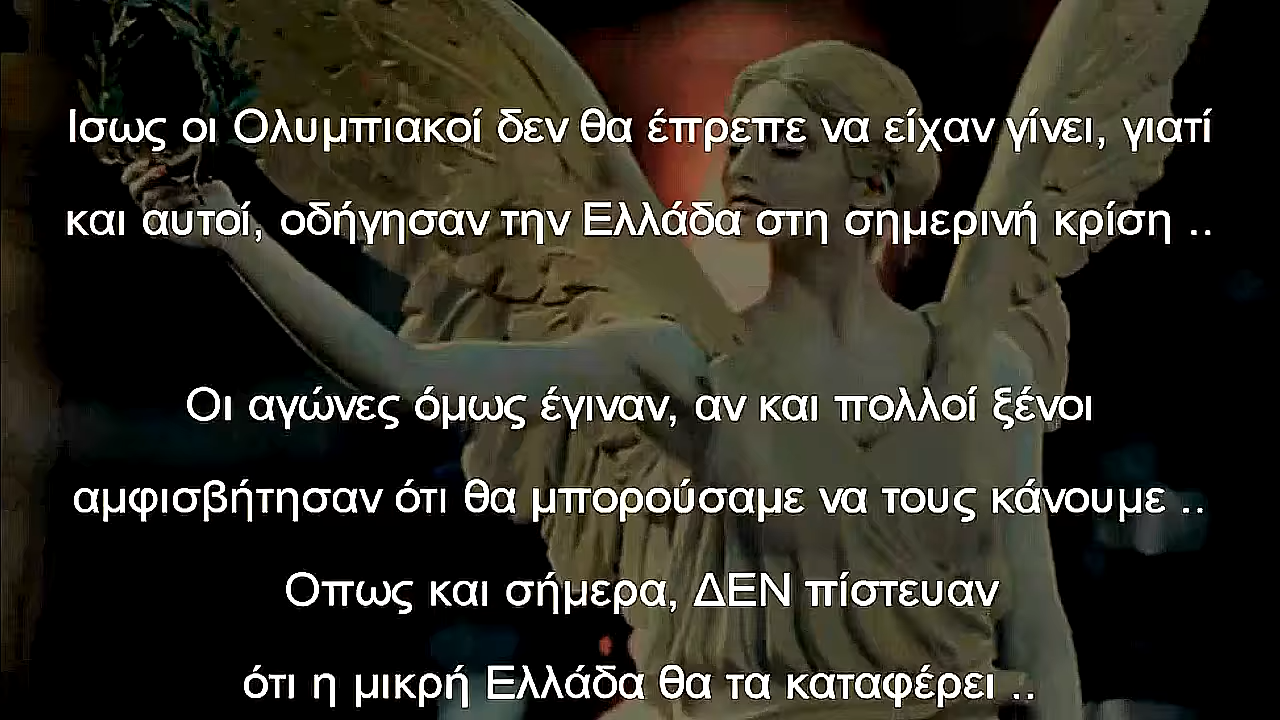 Ισως οι Ολυμπιακοί δεν θα έπρεπε να είχαν γίνει, γιατί
και αυτοί, οδήγησαν την Ελλάδα στη σημερινή κρίση ..
Οι αγώνες όμως έγιναν, αν και πολλοί ξένοι
αμφισβήτησαν ότι θα μπορούσαμε να τους κάνουμε ..
Οπως και σήμερα, ΔΕΝ πίστευαν
ότι η μικρή Ελλάδα θα τα καταφέρει ..